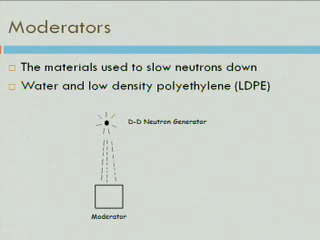 Moderators
The materials used to slow neutrons down
Water and low density polyethylene (LDPE)
D-D Neutron Generator
Moderator